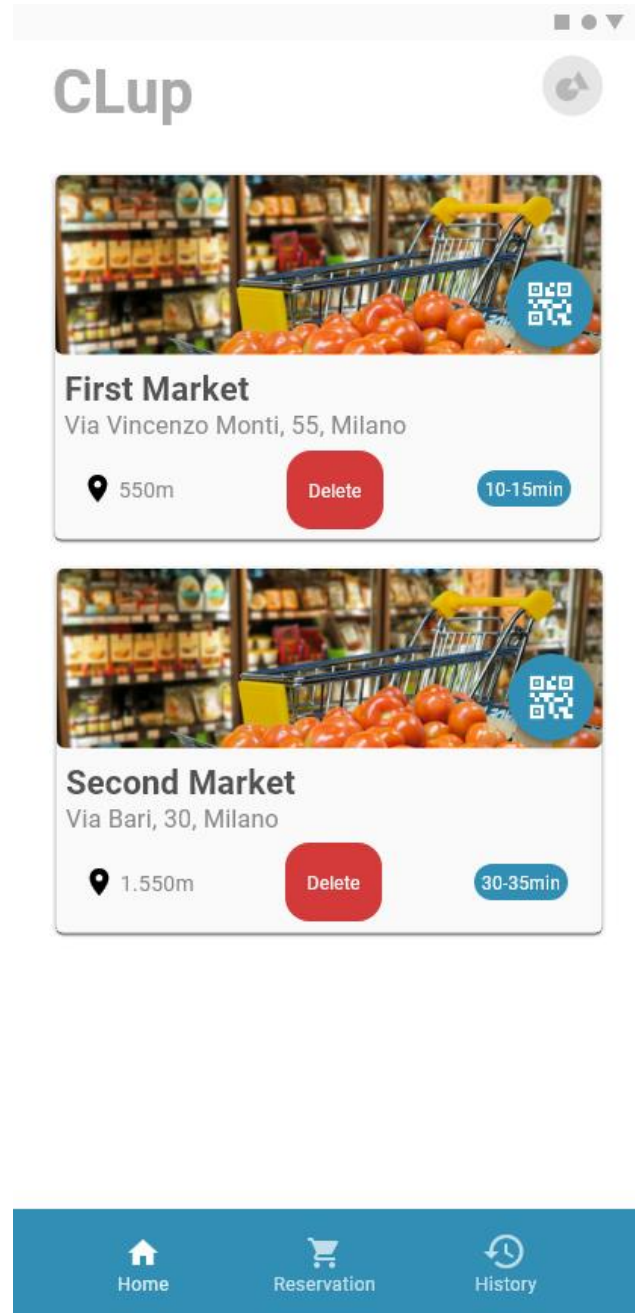 CLup
First Market
Via Vincenzo Monti, 55, Milano
550m Delete 10-15min
Second Market
Via Bari, 30, Milano
1.550m Delete 30-35min
Home Reservation History